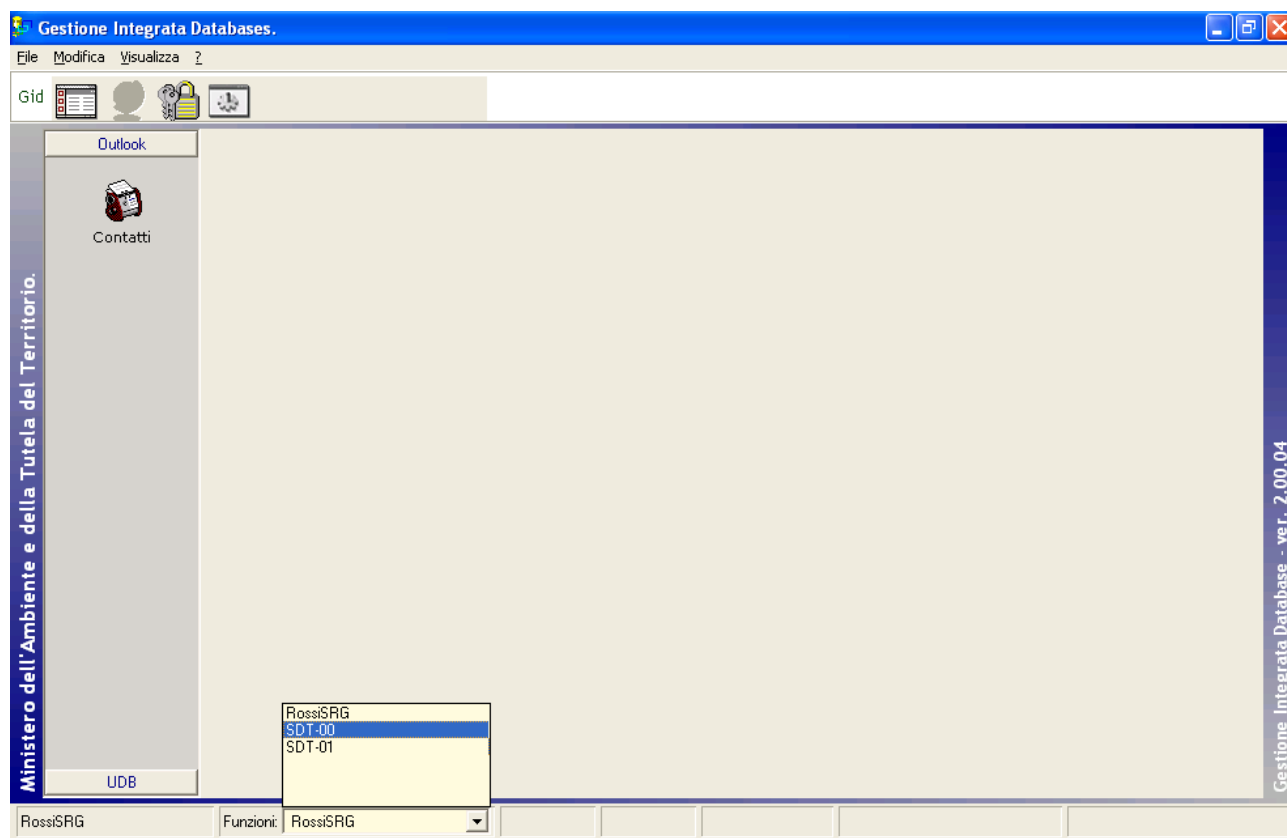 Gestione Integrata Databases.
File Modifica Visualizza ?
Gid
Outlook
Contatti
Ministero dell'Ambiente e della Tutela del Territorio.
Gestione Integrata Database - ver. 2.00.04
RossiSRG
SDT-00
SDT-01
UDB
RossiSRG
Funzioni: RossiSRG